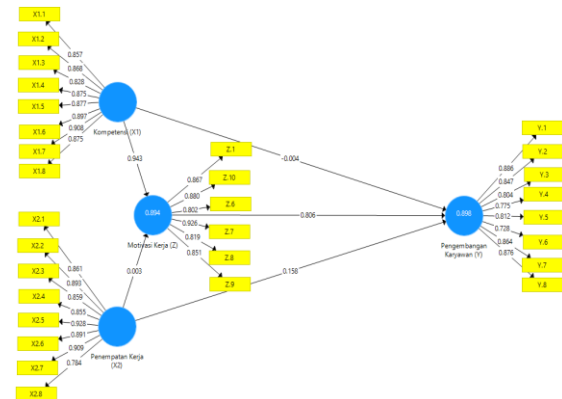 X1.1
X1.2
X1.3
X1.4
X1.5
X1.6
X1.7
X1.8
0.857
0.868
0.828
0.875
0.877
0.897
0.908
0.875
Kompetensi (X1)
0.943
-0.004
Z.1
Z.10
Z.6
Z.7
Z.8
Z.9
0.867
0.880
0.802
0.926
0.819
0.851
0.894
Motivasi Kerja (Z)
0.806
0.003
0.158
Y.1
Y.2
Y.3
Y.4
Y.5
Y.6
Y.7
Y.8
0.886
0.847
0.804
0.775
0.812
0.728
0.864
0.876
0.898
Pengembangan
Karyawan (Y)
X2.1
X2.2
X2.3
X2.4
X2.5
X2.6
X2.7
X2.8
0.861
0.893
0.859
0.855
0.928
0.891
0.909
0.784
Penempatan Kerja
(X2)